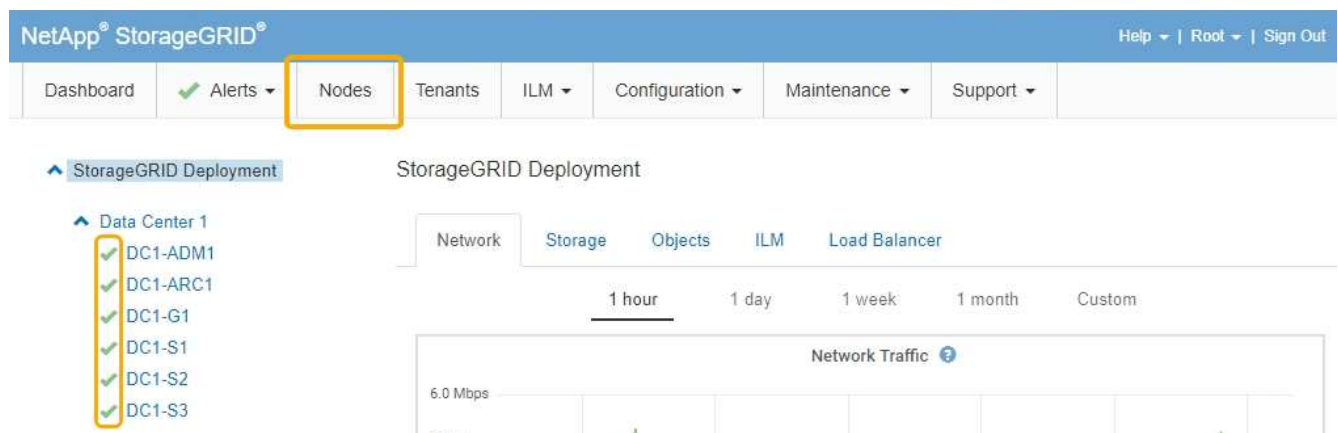 NetApp® StorageGRID®
Help | Root | Sign Out
Dashboard Alerts Nodes Tenants ILM Configuration Maintenance Support
StorageGRID Deployment
StorageGRID Deployment
Data Center 1
Network Storage Objects ILM Load Balancer
DC1-ADM1
DC1-ARC1
1 hour 1 day 1 week 1 month Custom
DC1-G1
DC1-S1
Network Traffic ?
DC1-S2
6.0 Mbps
DC1-S3